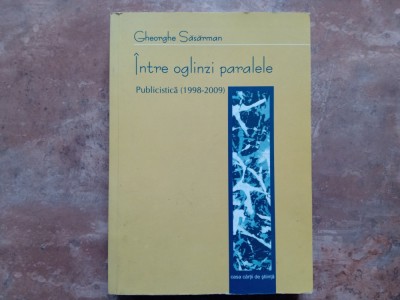 Gheorghe Săsărman
Între oglinzi paralele
Publicistică (1998-2009)
casa cărții de știință